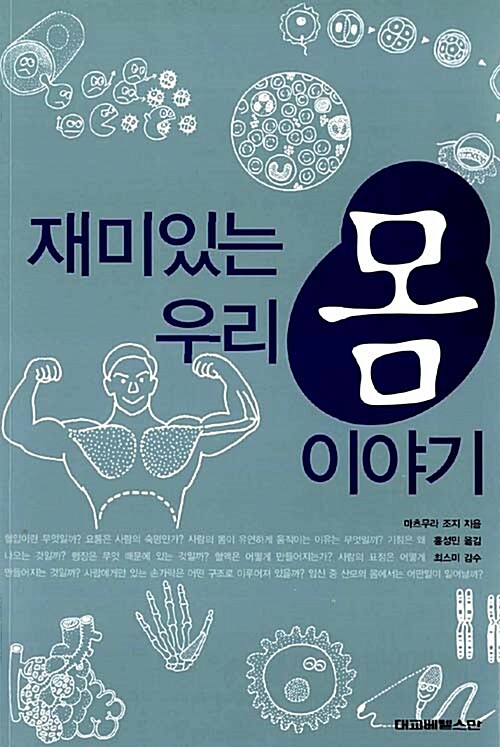 재미있는
우리
몸
이야기
마츠무라 조지 지음
혈압이란 무엇일까? 요통은 사람의 숙명인가? 사람의 몸이 유연하게 움직이는 이유는 무엇일까? 기침은 왜
홍성민 옮김
나오는 것일까? 평창은 무엇 때문에 있는 것일까? 혈액은 어떻게 만들어지는가? 사람의 표정은 어떻게
최스미 감수
만들어지는 것일까? 사람에게만 있는 손가락은 어떤 구조로 이루어져 있을까? 임신 중 산모의 몸에서는 어떤일이 일어날까?
대교베텔스만